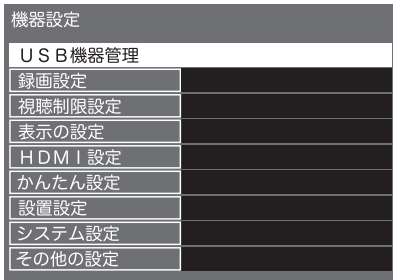 機器設定
ＵＳＢ機器管理
録画設定
視聴制限設定
表示の設定
ＨＤＭＩ設定
かんたん設定
設置設定
システム設定
その他の設定